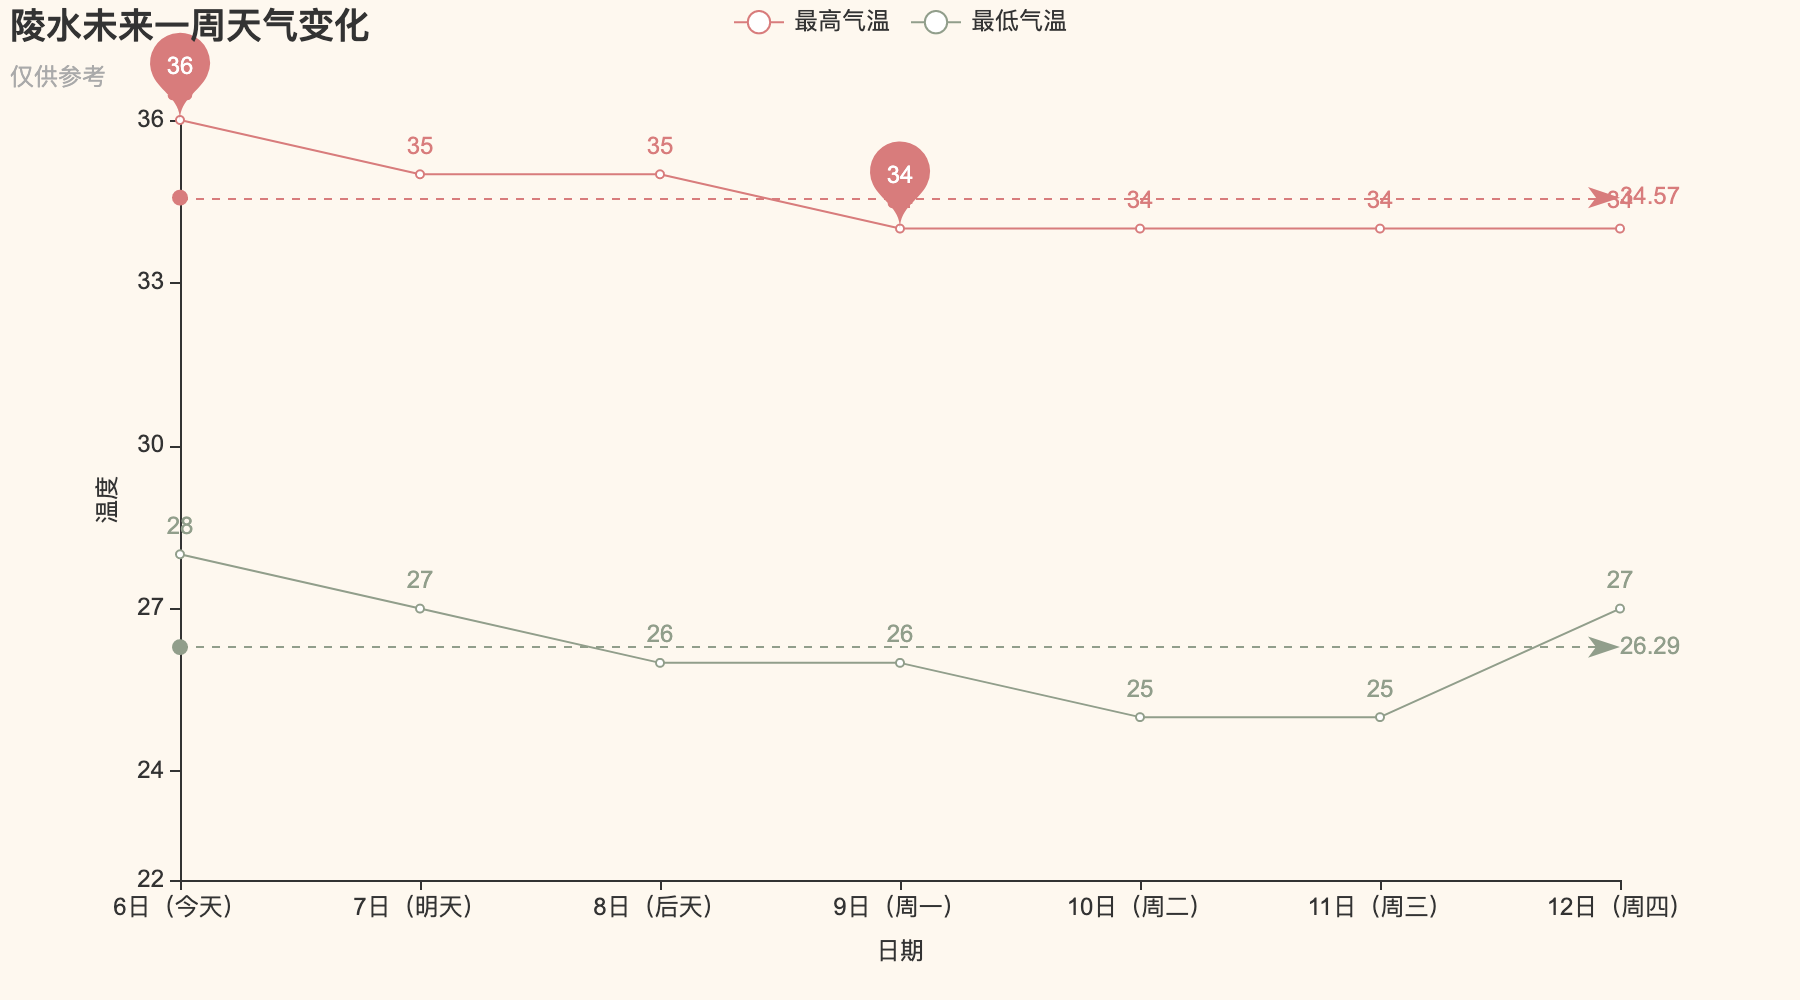 陵水未来一周天气变化
仅供参考
最高气温
最低气温
36
36
35
35
34
34
34
34
34.57
33
30
温度
28
27
27
27
26
26
26.29
25
25
24
22
6日（今天）
7日（明天）
8日（后天）
9日（周一）
10日（周二）
11日（周三）
12日（周四）
日期